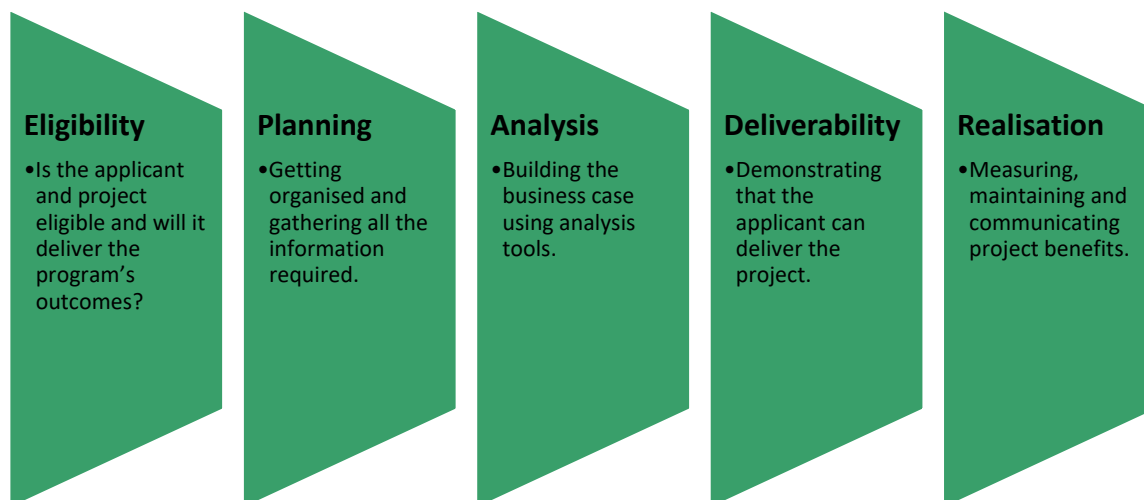 Eligibility
•Is the applicant
and project
eligible and will it
deliver the
program’s
outcomes?
Planning
•Getting
organised and
gathering all the
information
required.
Analysis
•Building the
business case
using analysis
tools.
Deliverability
•Demonstrating
that the
applicant can
deliver the
project.
Realisation
•Measuring,
maintaining and
communicating
project benefits.